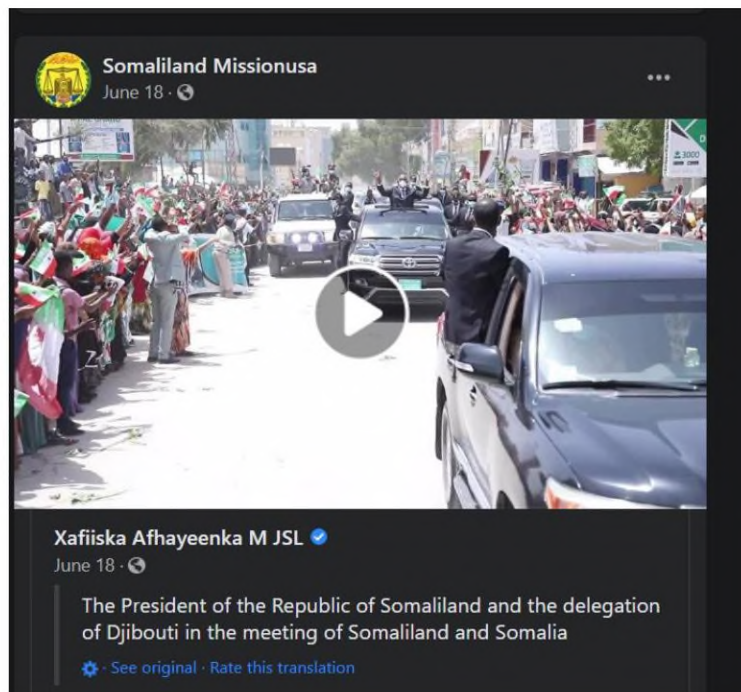 Somaliland Missionusa
June 18 ·
3000
Xafiiska Afhayeenka M JSL
June 18 ·
The President of the Republic of Somaliland and the delegation
of Djibouti in the meeting of Somaliland and Somalia
· See original · Rate this translation